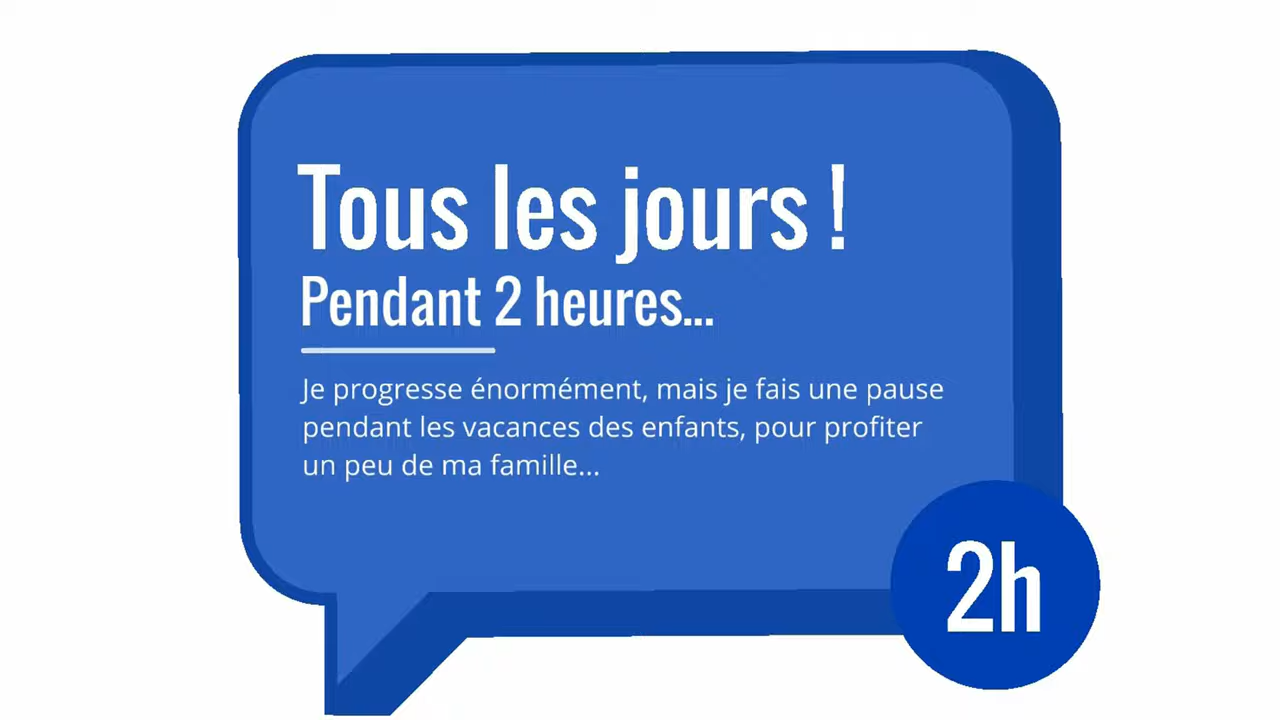 Tous les jours !
Pendant 2 heures...
Je progresse énormément, mais je fais une pause
pendant les vacances des enfants, pour profiter
un peu de ma famille...
2h